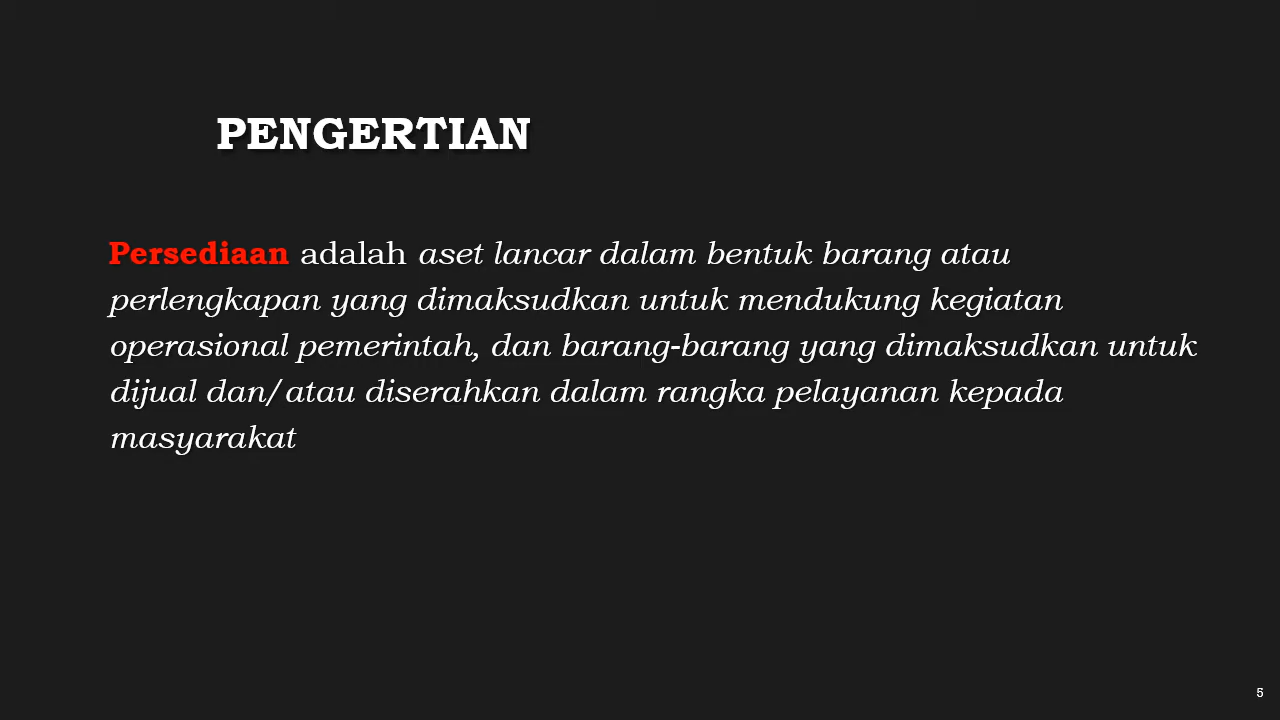 PENGERTIAN
Persediaan adalah aset lancar dalam bentuk barang atau
perlengkapan yang dimaksudkan untuk mendukung kegiatan
operasional pemerintah, dan barang-barang yang dimaksudkan untuk
dijual dan/atau diserahkan dalam rangka pelayanan kepada
masyarakat
5